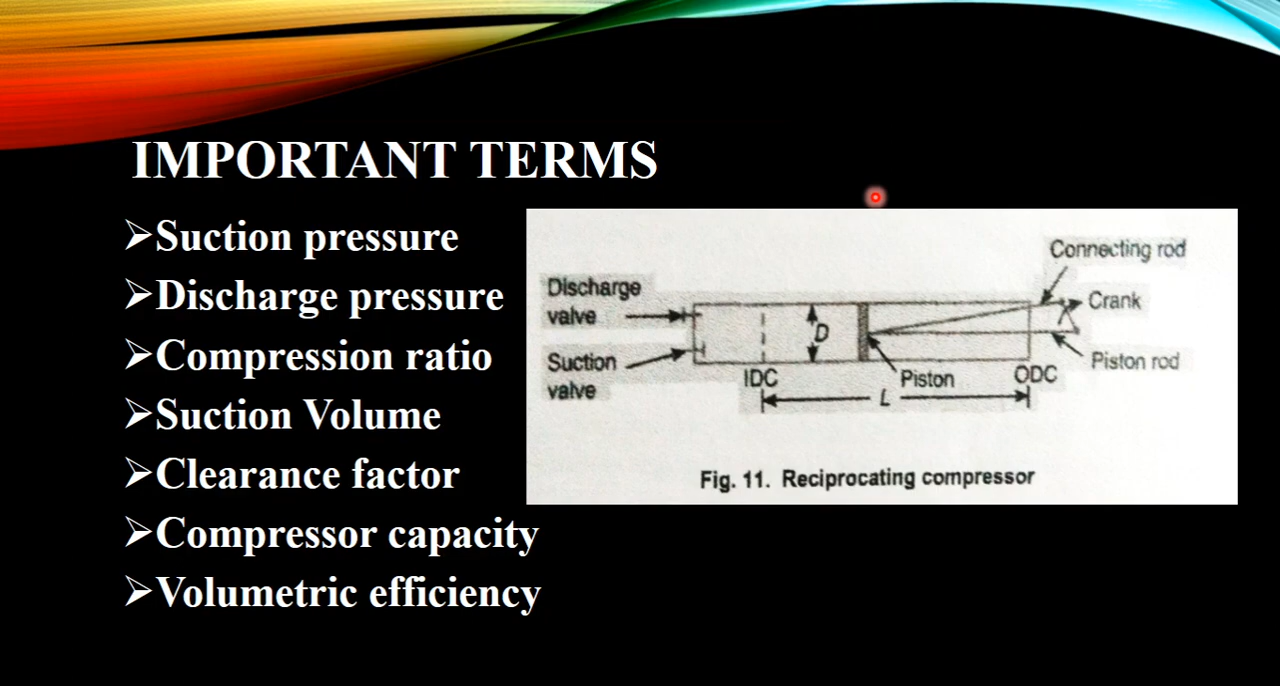 IMPORTANT TERMS
➢Suction pressure
➢Discharge pressure
➢Compression ratio
➢Suction Volume
➢Clearance factor
➢Compressor capacity
➢Volumetric efficiency
Connecting rod
Discharge
valve
Crank
D
Suction
valve
Piston rod
IDC
Piston
ODC
L
Fig. 11. Reciprocating compressor